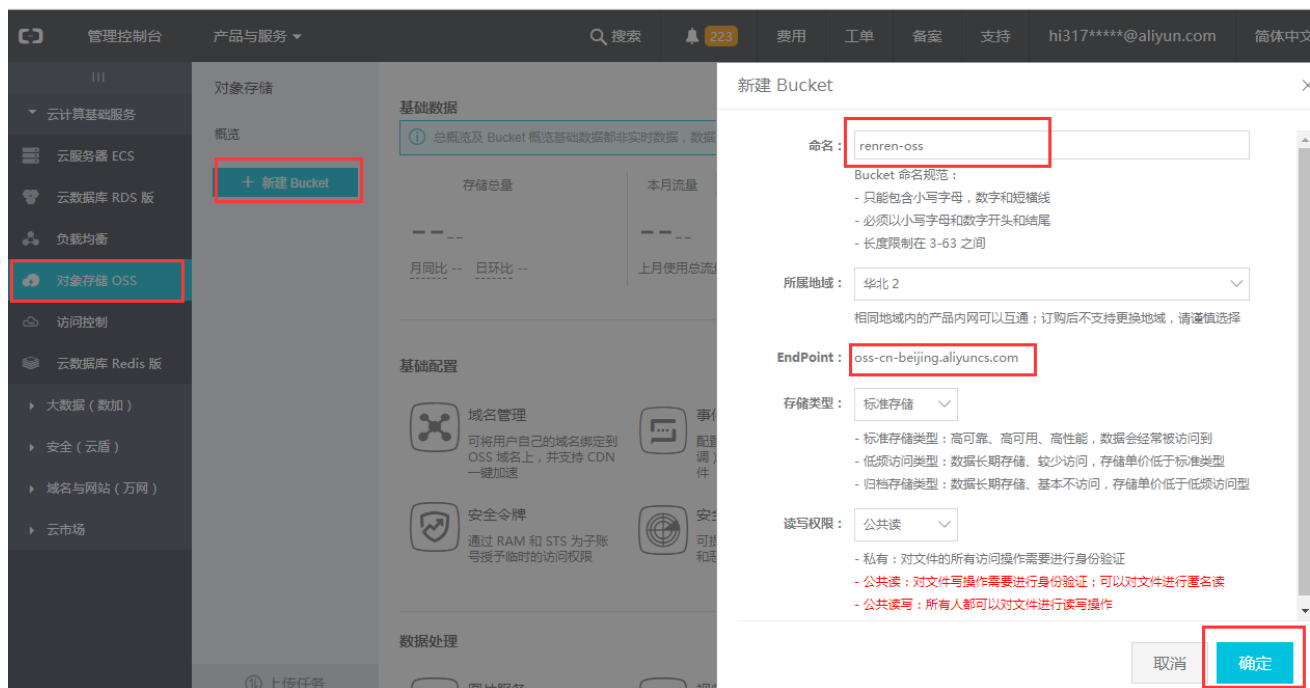 管理控制台 产品与服务 搜索 223 费用 工单 备案 支持 hi317*****@aliyun.com 简体中文
云计算基础服务
云服务器 ECS
云数据库 RDS 版
负载均衡
对象存储 OSS
访问控制
云数据库 Redis 版
大数据（数加）
安全（云盾）
域名与网站（万网）
云市场
对象存储
概览
+ 新建 Bucket
上传任务
基础数据
总概览及 Bucket 概览基础数据都非实时数据，数据
存储总量 本月流量
-- --
月同比 -- 日环比 -- 上月使用总流
基础配置
域名管理
可将用户自己的域名绑定到
OSS 域名上，并支持 CDN
一键加速
事
配
调）
件
安全令牌
通过 RAM 和 STS 为子账
号授予临时的访问权限
安
可
和
数据处理
图片服务
新建 Bucket
命名： renren-oss
Bucket 命名规范：
- 只能包含小写字母，数字和短横线
- 必须以小写字母和数字开头和结尾
- 长度限制在 3-63 之间
所属地域： 华北 2
相同地域内的产品内网可以互通；订购后不支持更换地域，请谨慎选择
EndPoint： oss-cn-beijing.aliyuncs.com
存储类型： 标准存储
- 标准存储类型：高可靠、高可用、高性能，数据会经常被访问到
- 低频访问类型：数据长期存储、较少访问，存储单价低于标准类型
- 归档存储类型：数据长期存储、基本不访问，存储单价低于低频访问型
读写权限： 公共读
- 私有：对文件的所有访问操作需要进行身份验证
- 公共读：对文件写操作需要进行身份验证；可以对文件进行匿名读
- 公共读写：所有人都可以对文件进行读写操作
取消 确定